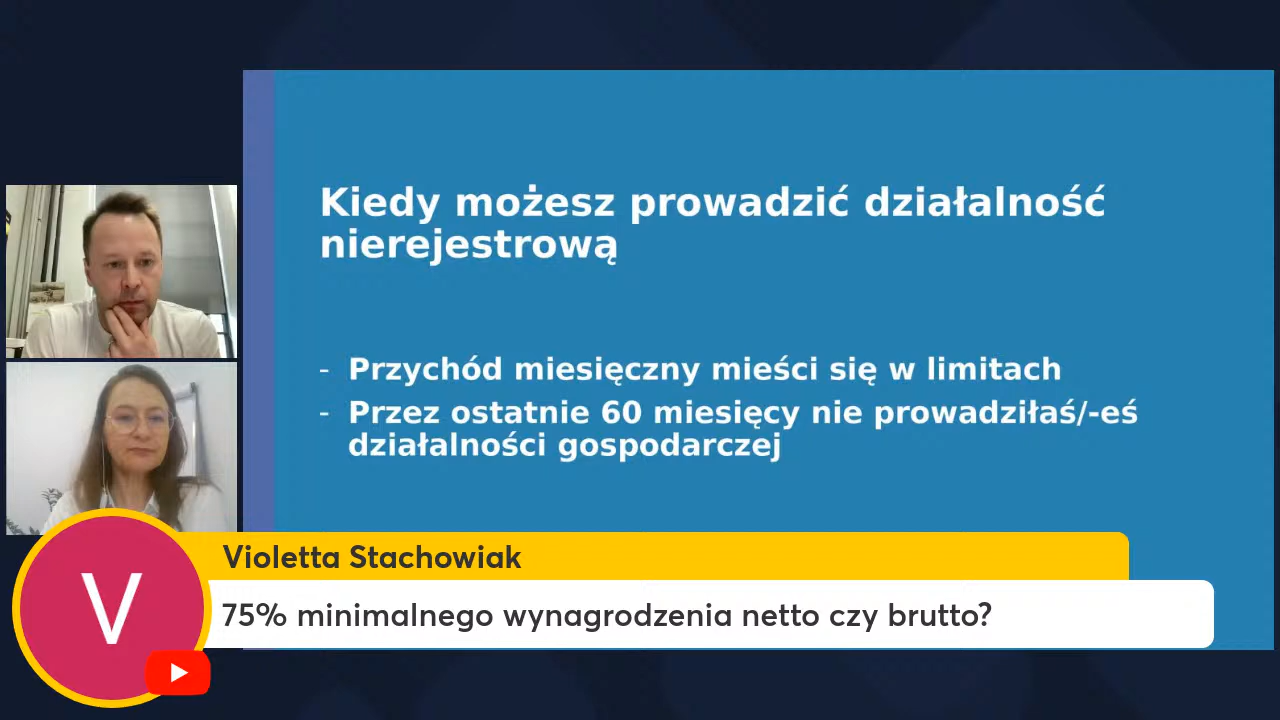 Kiedy możesz prowadzić działalność
nierejestrową
- Przychód miesięczny mieści się w limitach
- Przez ostatnie 60 miesięcy nie prowadziłaś/-eś
działalności gospodarczej
V
Violetta Stachowiak
75% minimalnego wynagrodzenia netto czy brutto?